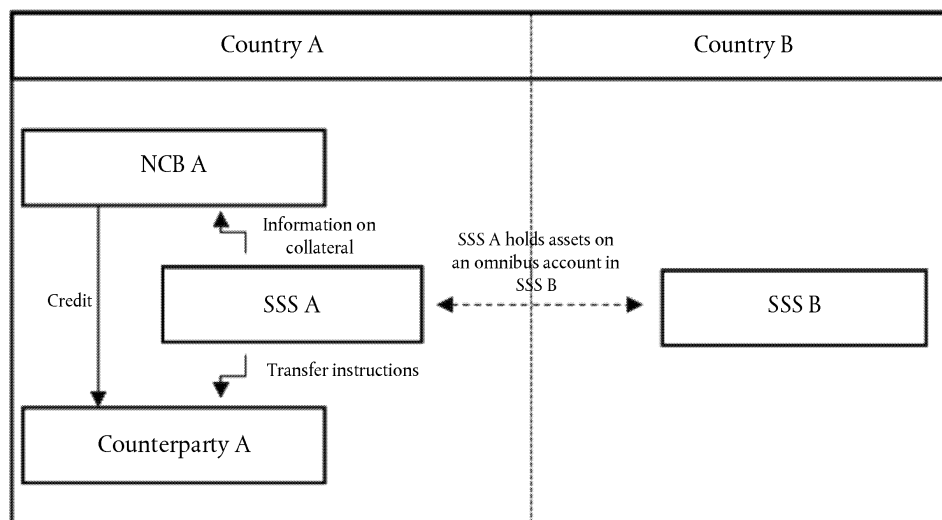 Country A
Country B
NCB A
Information on
collateral
SSS A holds assets on
an omnibus account in
SSS B
Credit
SSS A
SSS B
Transfer instructions
Counterparty A